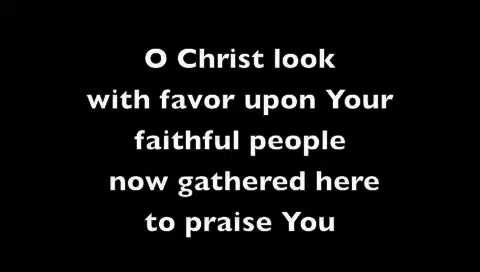 O Christ look
with favor upon Your
faithful people
now gathered here
to praise You